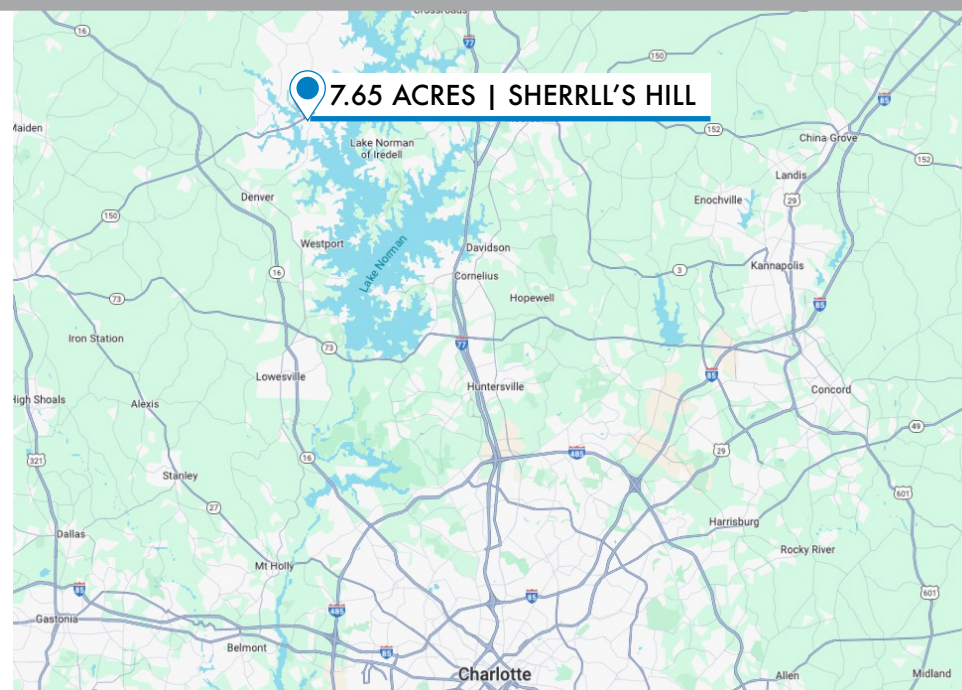 Crossroads
16
77
150
7.65 ACRES | SHERRLL'S HILL
85
Maiden
152
China Grove
Lake Norman
of Iredell
152
Landis
Denver
Enochville
29
150
Westport
Lake Norman
Davidson
16
Cornelius
3
Kannapolis
73
Hopewell
85
Iron Station
73
77
Lowesville
85
Huntersville
Concord
High Shoals
Alexis
49
321
16
485
29
Stanley
601
27
Harrisburg
Dallas
Rocky River
Mt Holly
85
85
601
Gastonia
485
Belmont
85
Charlotte
Allen
Midland